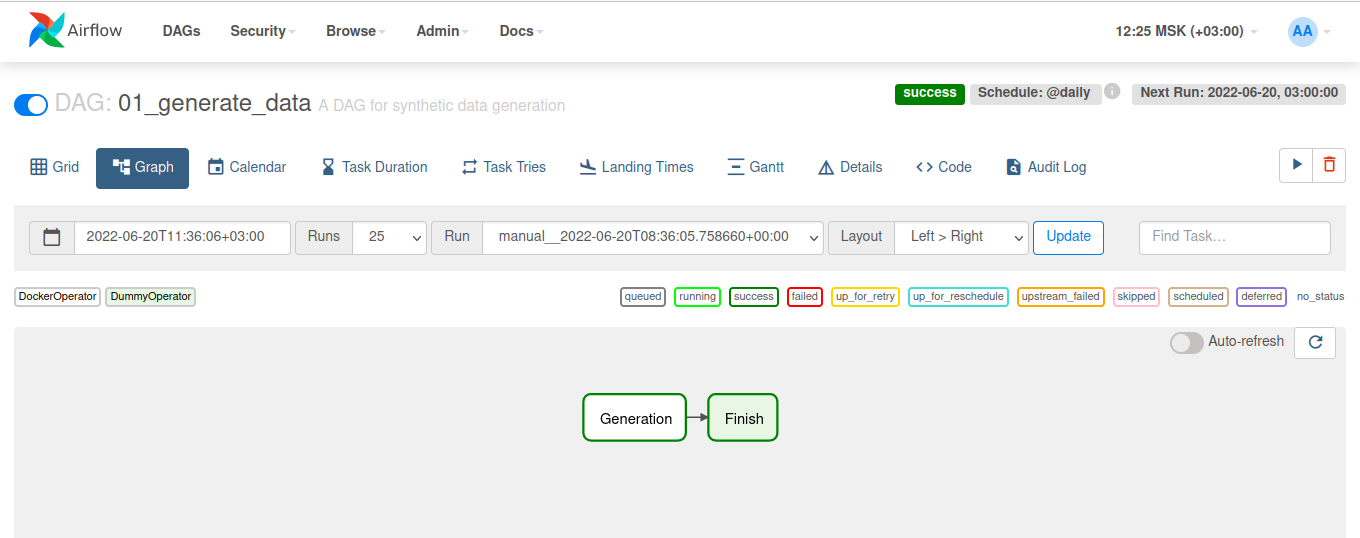 Airflow DAGs Security Browse Admin Docs 12:25 MSK (+03:00) AA
DAG: 01_generate_data A DAG for synthetic data generation success Schedule: @daily i Next Run: 2022-06-20, 03:00:00
Grid Graph Calendar Task Duration Task Tries Landing Times Gantt Details <> Code Audit Log
2022-06-20T11:36:06+03:00 Runs 25 Run manual__2022-06-20T08:36:05.758660+00:00 Layout Left > Right Update Find Task...
DockerOperator DummyOperator queued running success failed up_for_retry up_for_reschedule upstream_failed skipped scheduled deferred no_status
Auto-refresh
Generation Finish